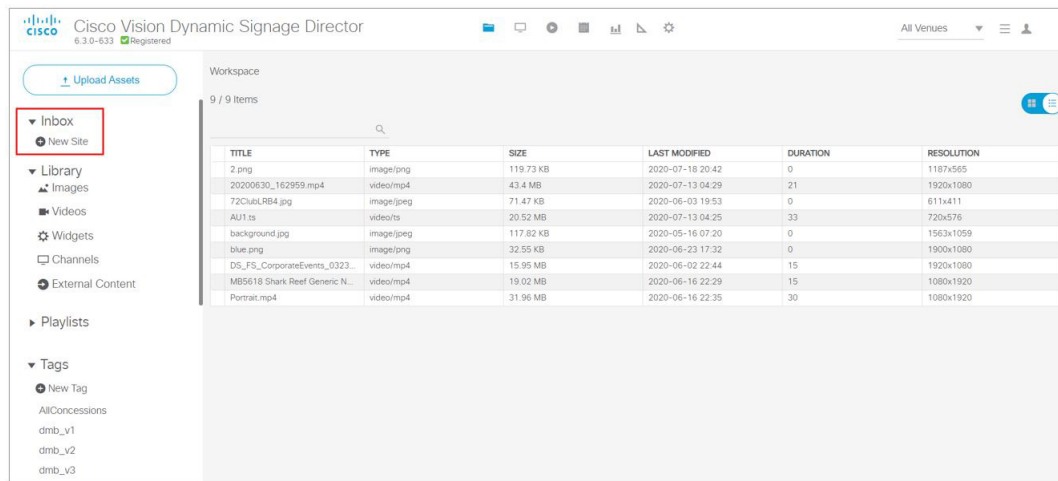 CISCO
Cisco Vision Dynamic Signage Director
6.3.0-633 Registered
All Venues
Upload Assets
Inbox
New Site
Library
Images
Videos
Widgets
Channels
External Content
Playlists
Tags
New Tag
AllConcessions
dmb_v1
dmb_v2
dmb_v3
Workspace
9 / 9 Items
TITLE TYPE SIZE LAST MODIFIED DURATION RESOLUTION
2.png image/png 119.73 KB 2020-07-18 20:42 0 1187x565
20200630_162959.mp4 video/mp4 43.4 MB 2020-07-13 04:29 21 1920x1080
72ClubLRB4.jpg image/jpeg 71.47 KB 2020-06-03 19:53 0 611x411
AU1.ts video/ts 20.52 MB 2020-07-13 04:25 33 720x576
background.jpg image/jpeg 117.82 KB 2020-05-16 07:20 0 1563x1059
blue.png image/png 32.55 KB 2020-06-23 17:32 0 1900x1080
DS_FS_CorporateEvents_0323... video/mp4 15.95 MB 2020-06-02 22:44 15 1920x1080
MB5618 Shark Reef Generic N... video/mp4 19.02 MB 2020-06-16 22:29 15 1080x1920
Portrait.mp4 video/mp4 31.96 MB 2020-06-16 22:35 30 1080x1920